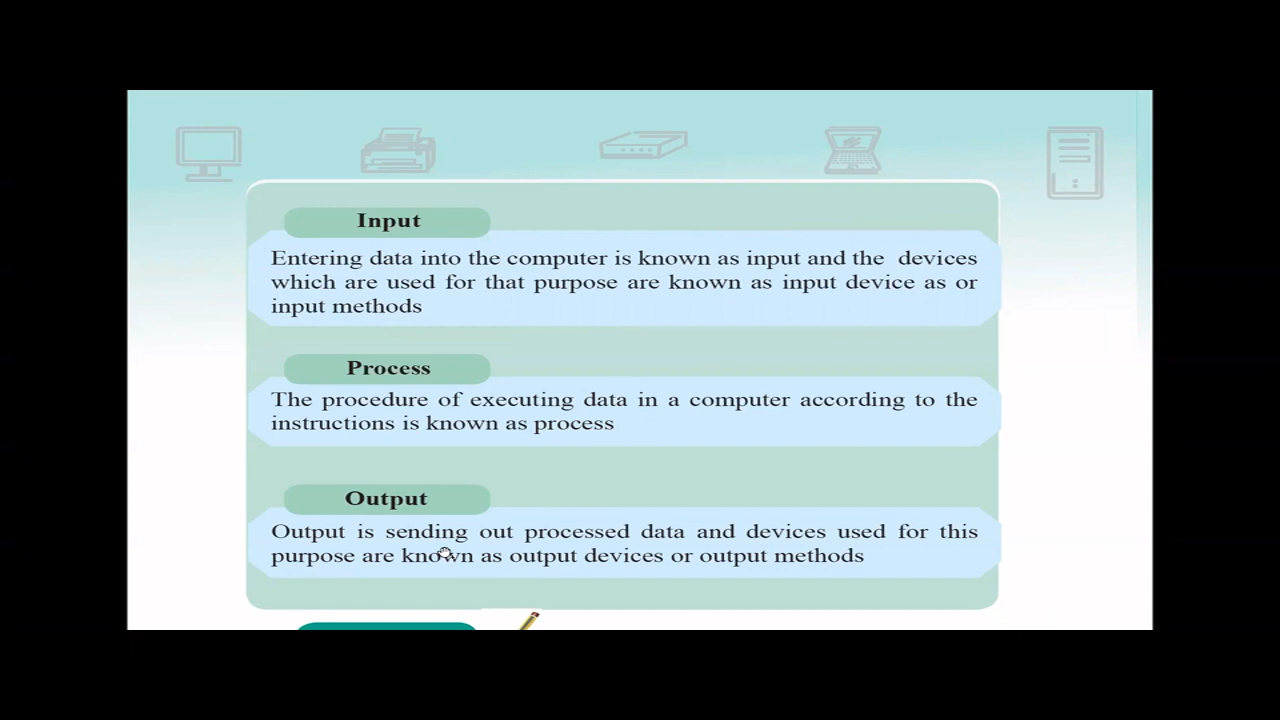 Input
Entering data into the computer is known as input and the devices
which are used for that purpose are known as input device as or
input methods
Process
The procedure of executing data in a computer according to the
instructions is known as process
Output
Output is sending out processed data and devices used for this
purpose are known as output devices or output methods